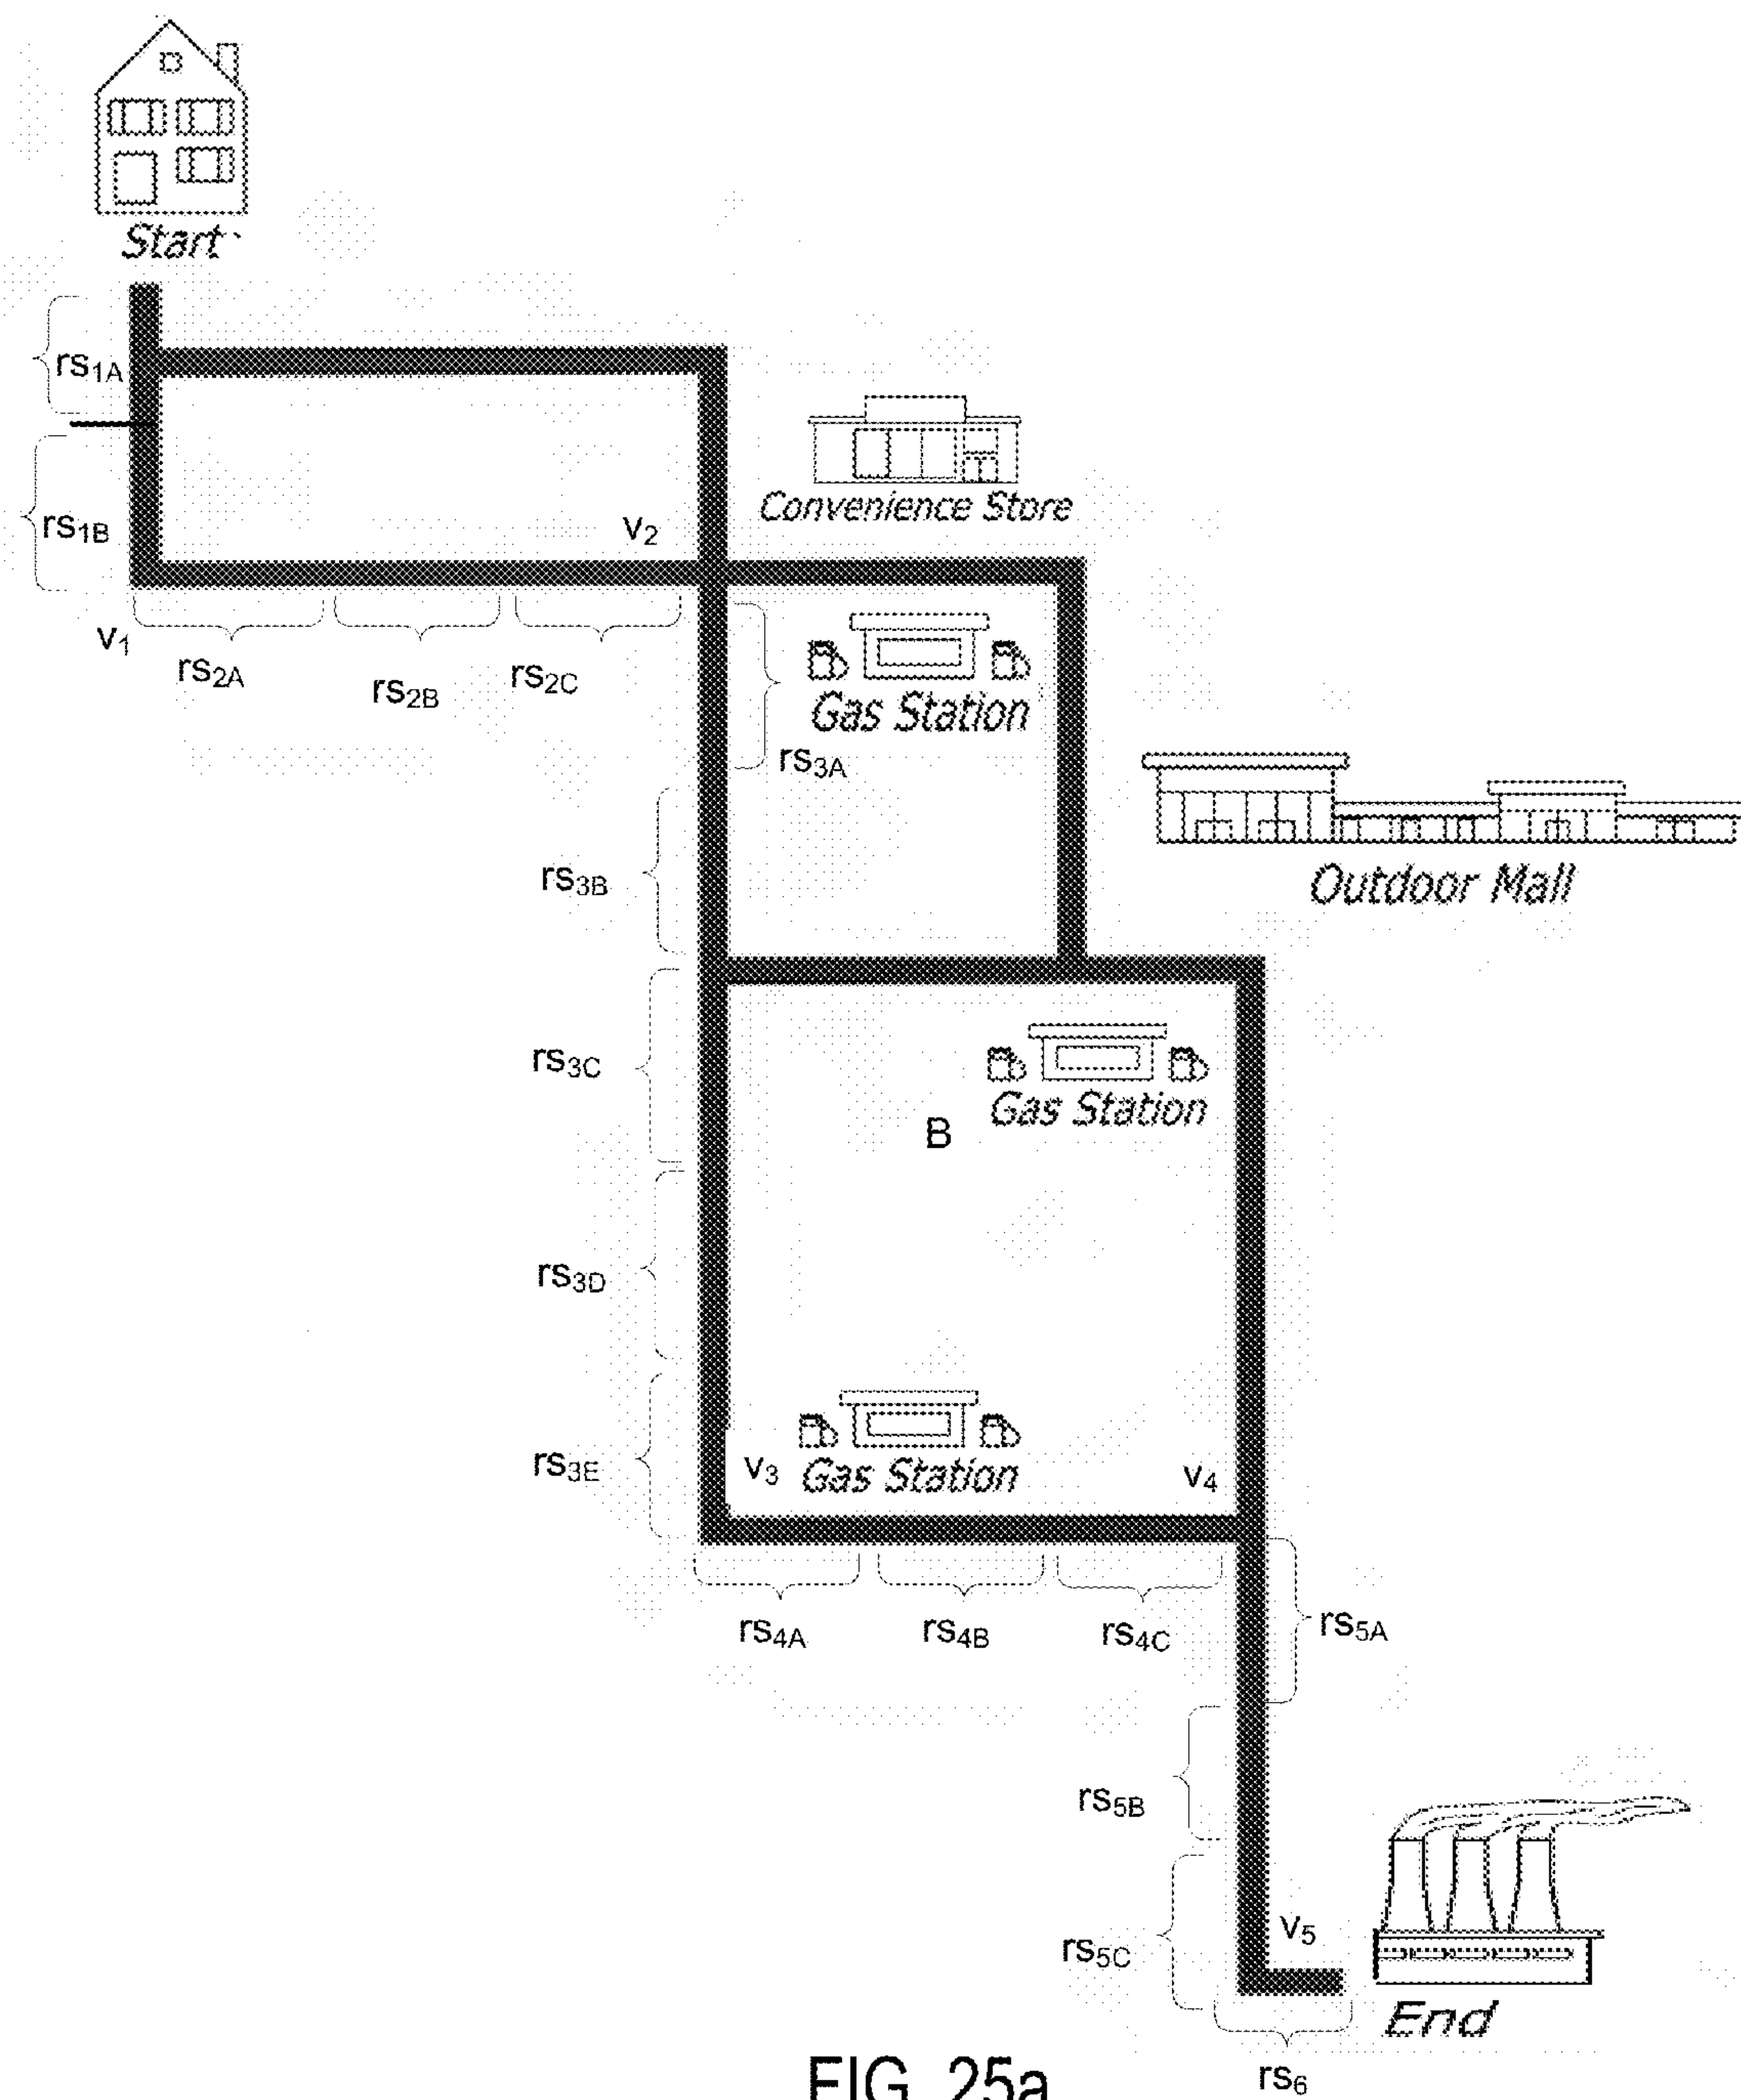 Start
rs1A
Convenience Store
rs1B
v2
v1
rs2A
rs2B
rs2C
Gas Station
rs3A
rs3B
Outdoor Mall
rs3C
Gas Station
B
rs3D
rs3E
v3
Gas Station
v4
rs4A
rs4B
rs4C
rs5A
rs5B
v5
rs5C
End
rs6
FIG. 25a